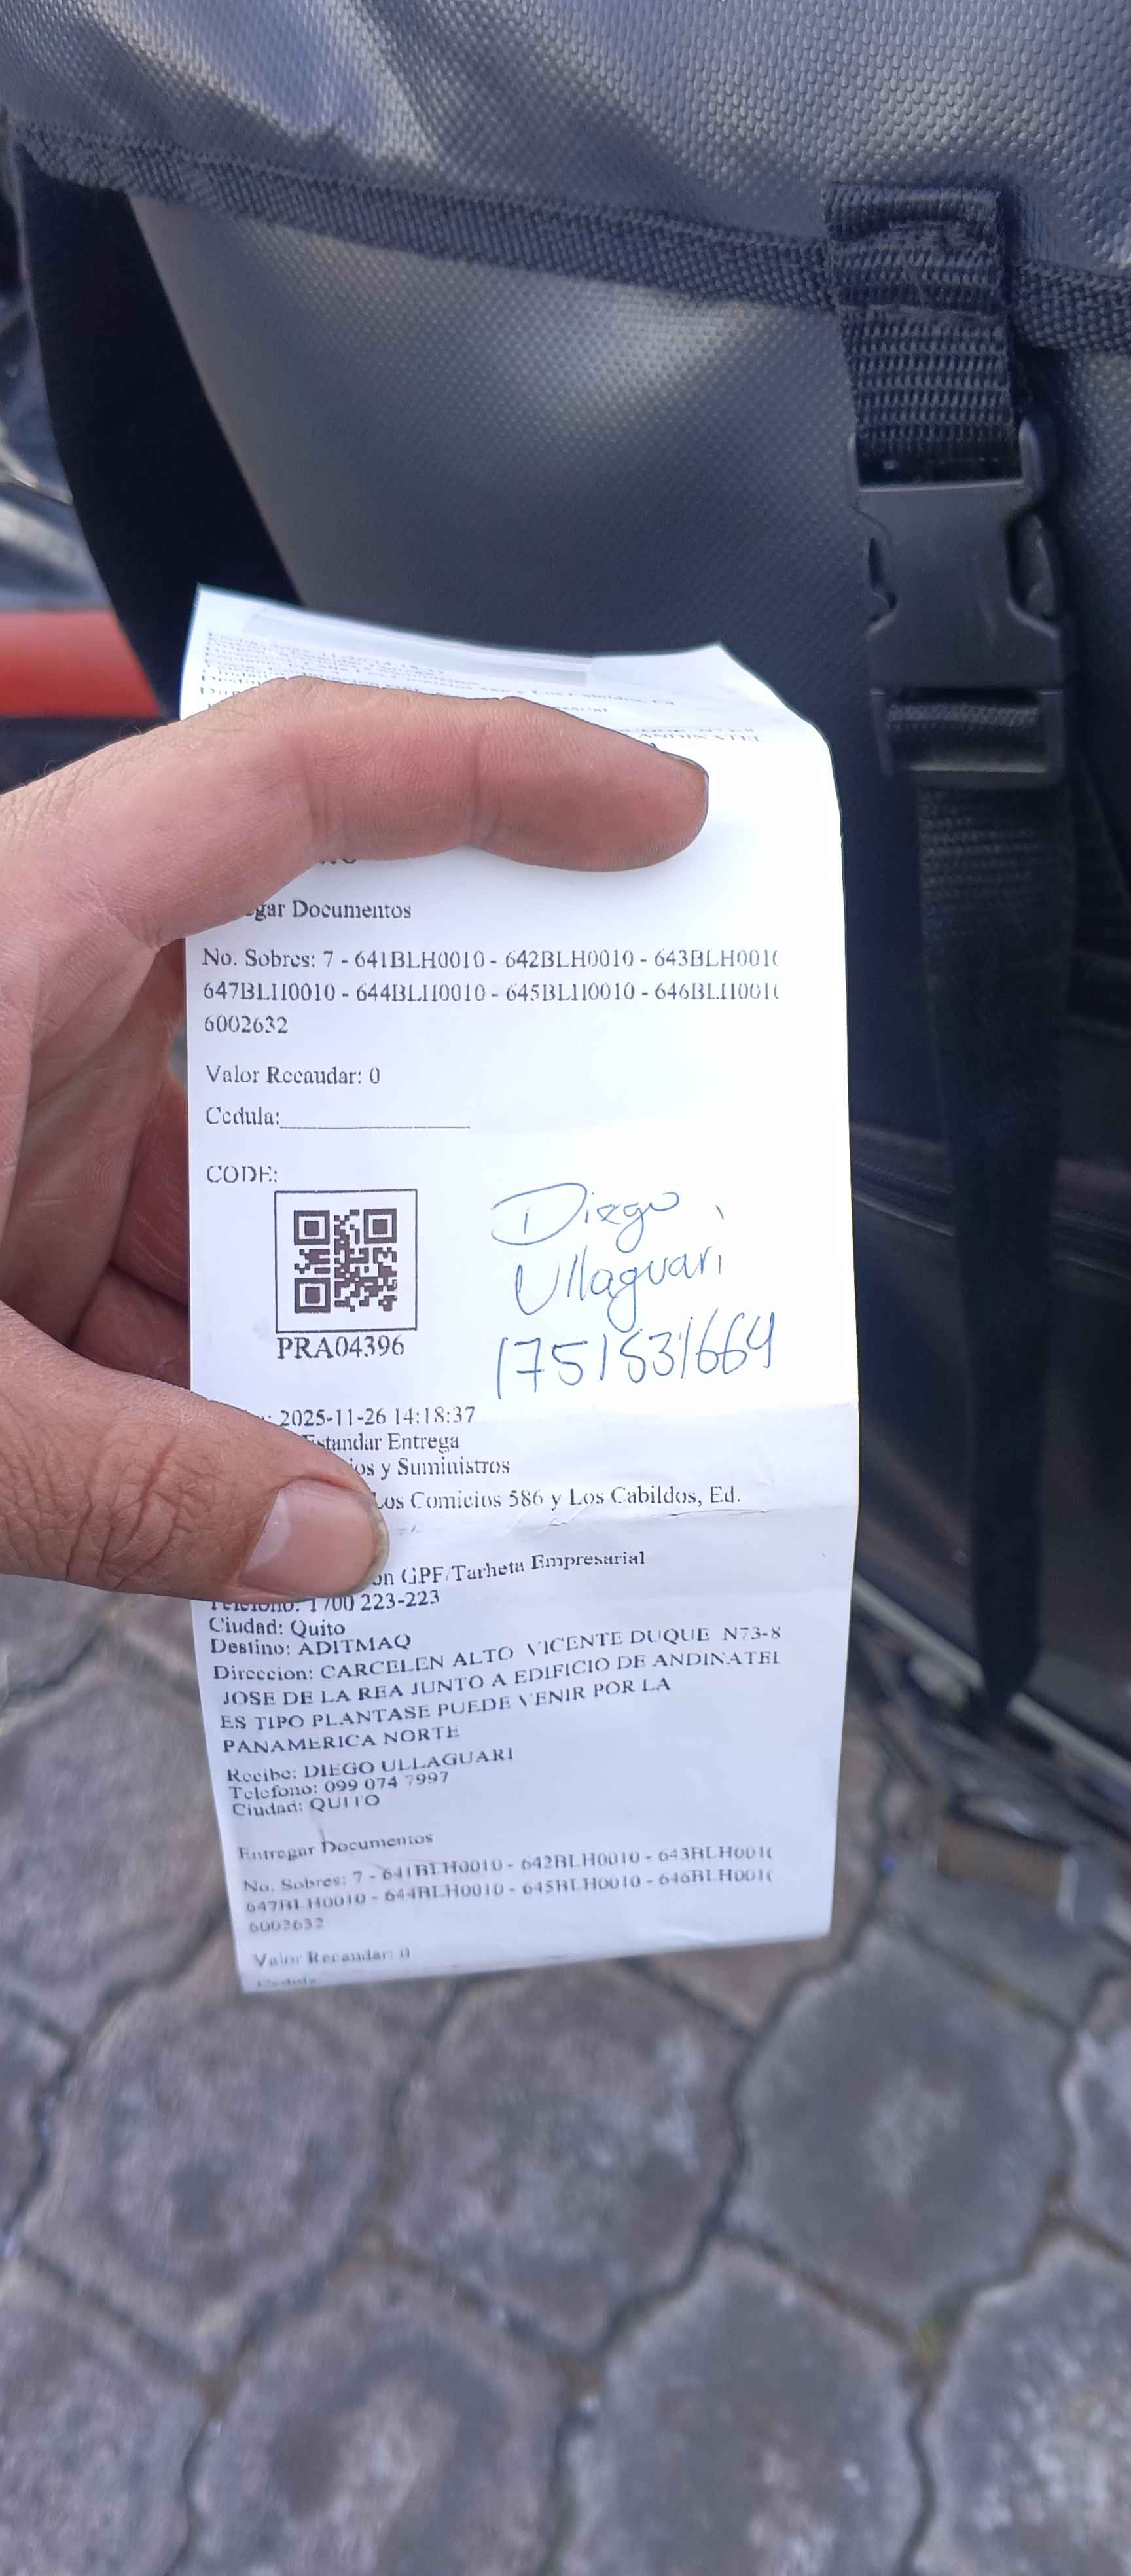 gar Documentos
No. Sobres: 7 - 641BLH0010 - 642BLH0010 - 643BLH001
647BLH0010 - 644BLH0010 - 645BLH0010 - 646BLH001
6002632
Valor Recaudar: 0
Cedula:
CODE:
PRA04396
Diego
Ullaguari
1751531664
2025-11-26 14:18:37
Estandar Entrega
ios y Suministros
Los Comicios 586 y Los Cabildos, Ed.
on GPF/Tarheta Empresarial
Telefono: 1700 223-223
Ciudad: Quito
Destino: ADITMAQ
Direccion: CARCELEN ALTO VICENTE DUQUE N73-8
JOSE DE LA REA JUNTO A EDIFICIO DE ANDINATEL
ES TIPO PLANTASE PUEDE VENIR POR LA
PANAMERICA NORTE
Recibe: DIEGO ULLAGUARI
Telefono: 099 074 7997
Ciudad: QUITO
Entregar Documentos
No. Sobres: 7 - 641BLH0010 - 642BLH0010 - 643BLH001
647BLH0010 - 644BLH0010 - 645BLH0010 - 646BLH001
6002632
Valor Recaudar: 0